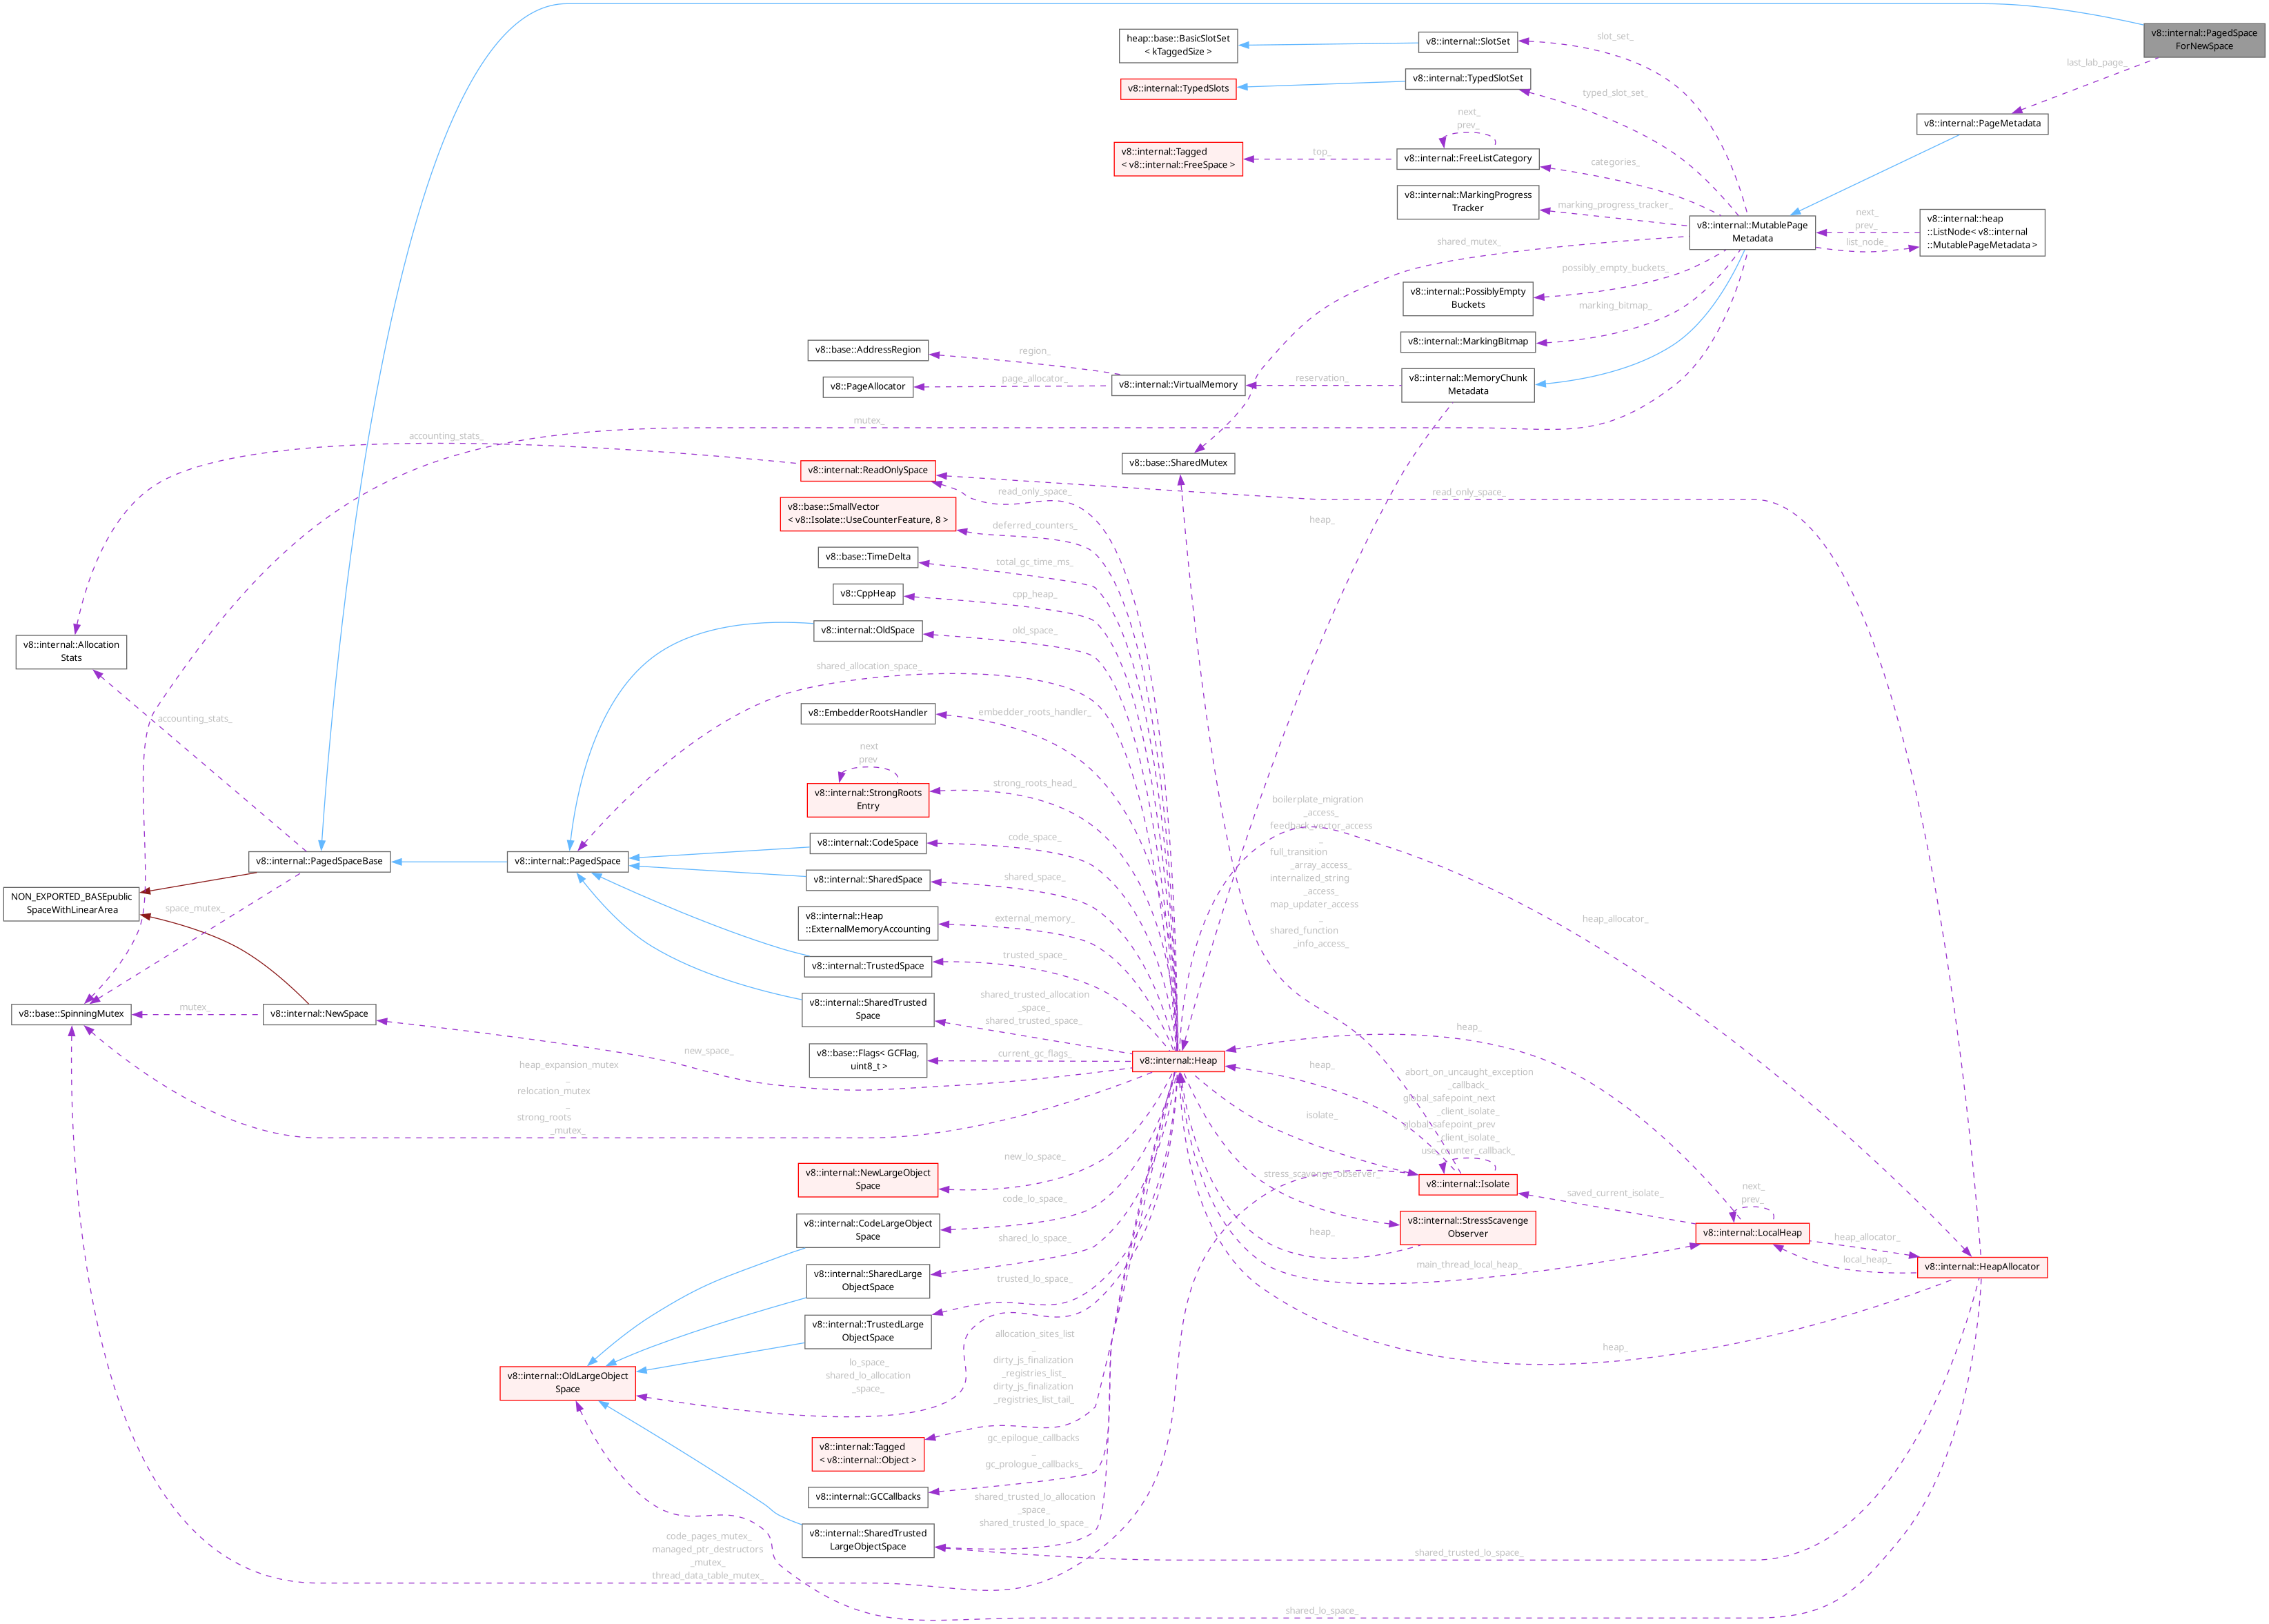 v8::internal::PagedSpace
ForNewSpace
last_lab_page_
v8::internal::PageMetadata
heap::base::BasicSlotSet
< kTaggedSize >
v8::internal::SlotSet
slot_set_
v8::internal::TypedSlots
v8::internal::TypedSlotSet
typed_slot_set_
next_
prev_
v8::internal::Tagged
< v8::internal::FreeSpace >
top_
v8::internal::FreeListCategory
categories_
v8::internal::MarkingProgress
Tracker
marking_progress_tracker_
v8::internal::MutablePage
Metadata
next_
prev_
list_node_
v8::internal::heap
::ListNode< v8::internal
::MutablePageMetadata >
shared_mutex_
possibly_empty_buckets_
v8::internal::PossiblyEmpty
Buckets
marking_bitmap_
v8::internal::MarkingBitmap
v8::base::AddressRegion
region_
v8::PageAllocator
page_allocator_
v8::internal::VirtualMemory
reservation_
v8::internal::MemoryChunk
Metadata
mutex_
accounting_stats_
v8::internal::ReadOnlySpace
v8::base::SharedMutex
read_only_space_
read_only_space_
heap_
v8::base::SmallVector
< v8::Isolate::UseCounterFeature, 8 >
deferred_counters_
v8::base::TimeDelta
total_gc_time_ms_
v8::CppHeap
cpp_heap_
v8::internal::OldSpace
old_space_
v8::internal::Allocation
Stats
shared_allocation_space_
v8::EmbedderRootsHandler
embedder_roots_handler_
accounting_stats_
next
prev
v8::internal::StrongRoots
Entry
strong_roots_head_
boilerplate_migration
_access_
feedback_vector_access
_
full_transition
_array_access_
internalized_string
_access_
map_updater_access
_
shared_function
_info_access_
v8::internal::CodeSpace
code_space_
v8::internal::PagedSpaceBase
v8::internal::PagedSpace
v8::internal::SharedSpace
shared_space_
NON_EXPORTED_BASEpublic
SpaceWithLinearArea
space_mutex_
v8::internal::Heap
::ExternalMemoryAccounting
external_memory_
heap_allocator_
v8::internal::TrustedSpace
trusted_space_
v8::internal::SharedTrusted
Space
shared_trusted_allocation
_space_
shared_trusted_space_
v8::base::SpinningMutex
mutex_
v8::internal::NewSpace
new_space_
v8::base::Flags< GCFlag,
uint8_t >
current_gc_flags_
v8::internal::Heap
heap_
heap_
heap_expansion_mutex
_
relocation_mutex
_
strong_roots
_mutex_
isolate_
abort_on_uncaught_exception
_callback_
global_safepoint_next
_client_isolate_
global_safepoint_prev
_client_isolate_
use_counter_callback_
v8::internal::NewLargeObject
Space
new_lo_space_
stress_scavenge_observer_
v8::internal::Isolate
saved_current_isolate_
next_
prev_
v8::internal::CodeLargeObject
Space
code_lo_space_
heap_
v8::internal::StressScavenge
Observer
v8::internal::LocalHeap
heap_allocator_
local_heap_
v8::internal::HeapAllocator
shared_lo_space_
main_thread_local_heap_
v8::internal::SharedLarge
ObjectSpace
trusted_lo_space_
v8::internal::TrustedLarge
ObjectSpace
heap_
v8::internal::OldLargeObject
Space
lo_space_
shared_lo_allocation
_space_
allocation_sites_list
_
dirty_js_finalization
_registries_list_
dirty_js_finalization
_registries_list_tail_
v8::internal::Tagged
< v8::internal::Object >
gc_epilogue_callbacks
_
gc_prologue_callbacks_
v8::internal::GCCallbacks
shared_trusted_lo_allocation
_space_
shared_trusted_lo_space_
v8::internal::SharedTrusted
LargeObjectSpace
shared_trusted_lo_space_
code_pages_mutex_
managed_ptr_destructors
_mutex_
thread_data_table_mutex_
shared_lo_space_